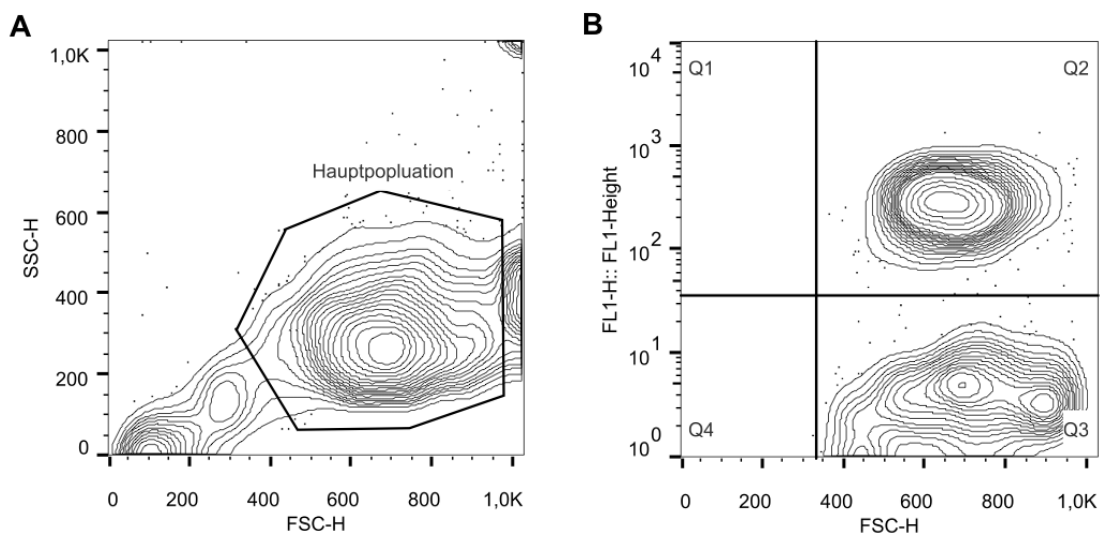 A
1,0K
800
600
400
200
0
SSC-H
Hauptpopluation
0 200 400 600 800 1,0K
FSC-H
B
10^4
10^3
10^2
10^1
10^0
FL1-H:: FL1-Height
Q1 Q2
Q4 Q3
0 200 400 600 800 1,0K
FSC-H